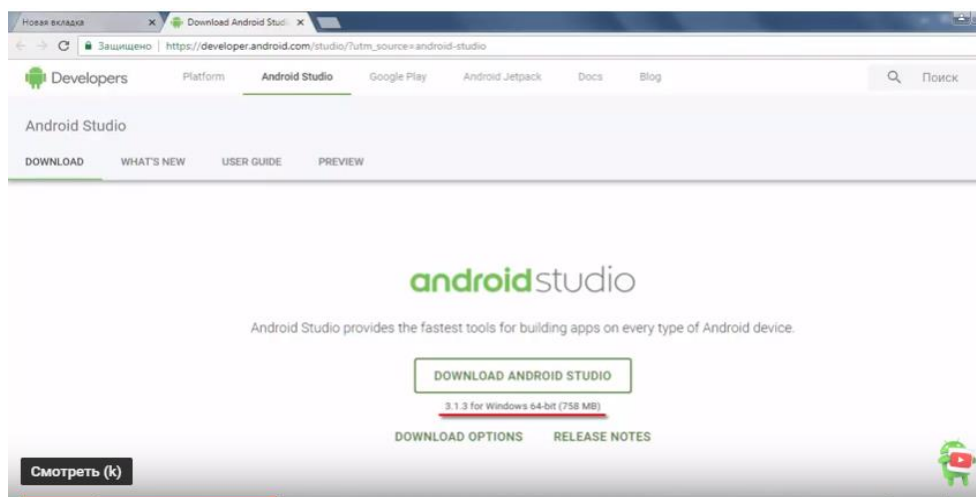 Новая вкладка
Download Android Stud
Защищено https://developer.android.com/studio/?utm_source=android-studio
Developers Platform Android Studio Google Play Android Jetpack Docs Blog Поиск
Android Studio
DOWNLOAD WHAT'S NEW USER GUIDE PREVIEW
androidstudio
Android Studio provides the fastest tools for building apps on every type of Android device.
DOWNLOAD ANDROID STUDIO
3.1.3 for Windows 64-bit (758 MB)
DOWNLOAD OPTIONS RELEASE NOTES
Смотреть (k)